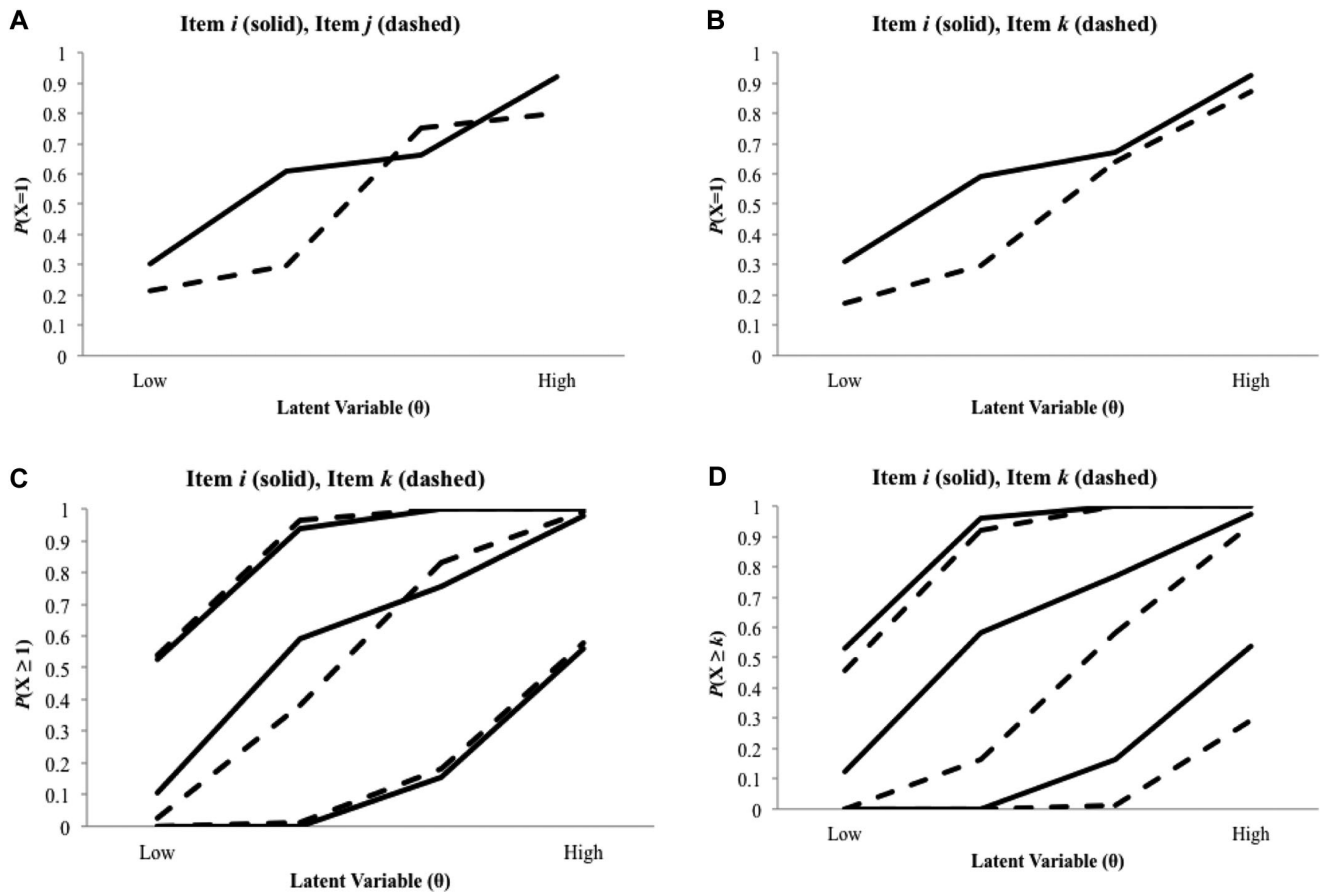 A
Item i (solid), Item j (dashed)
1
0.9
0.8
0.7
0.6
0.5
0.4
0.3
0.2
0.1
0
P(X=1)
Low
High
Latent Variable (θ)
B
Item i (solid), Item k (dashed)
1
0.9
0.8
0.7
0.6
0.5
0.4
0.3
0.2
0.1
0
P(X=1)
Low
High
Latent Variable (θ)
C
Item i (solid), Item k (dashed)
1
0.9
0.8
0.7
0.6
0.5
0.4
0.3
0.2
0.1
0
P(X ≥ 1)
Low
High
Latent Variable (θ)
D
Item i (solid), Item k (dashed)
1
0.9
0.8
0.7
0.6
0.5
0.4
0.3
0.2
0.1
0
P(X ≥ k)
Low
High
Latent Variable (θ)